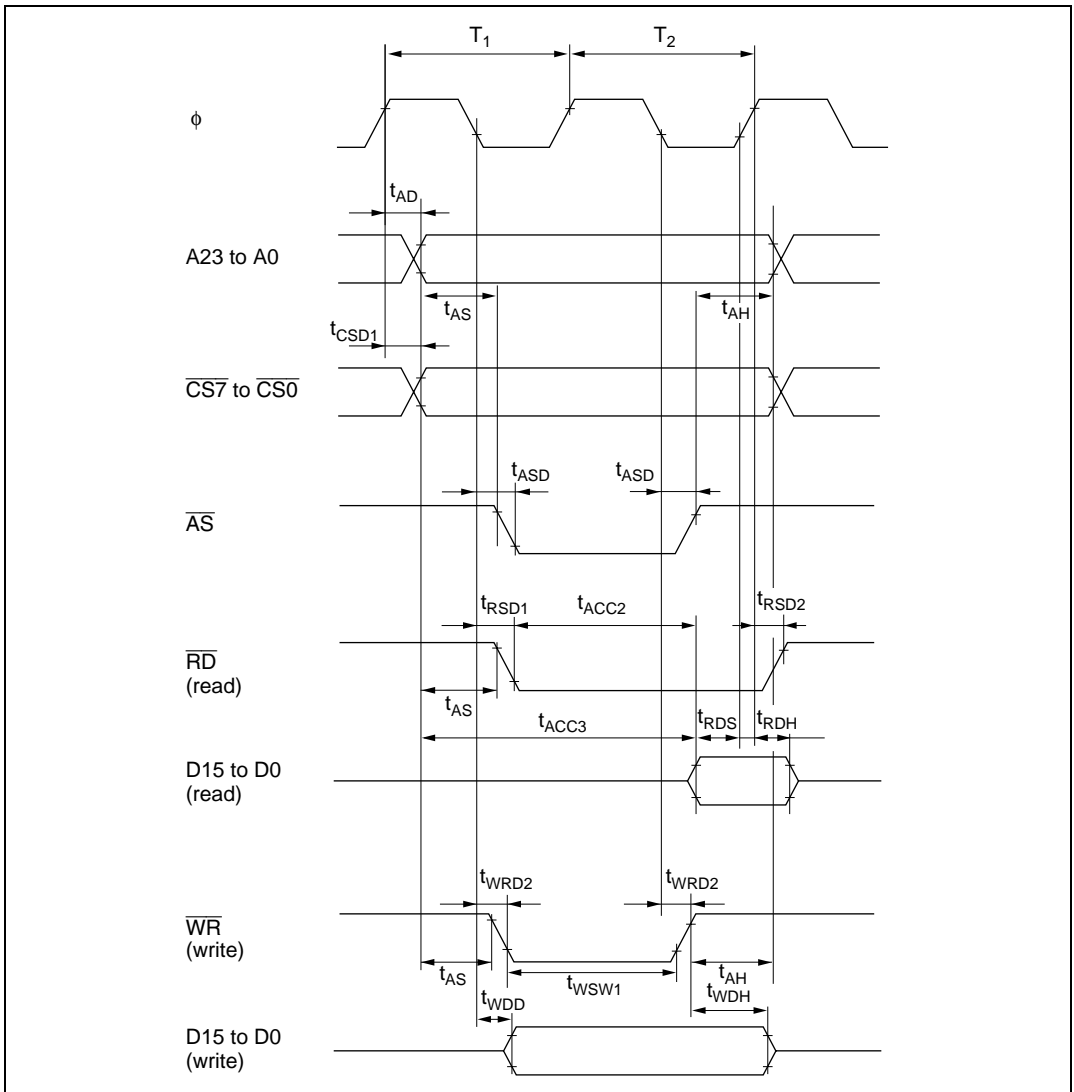 T1 T2
φ
tAD
A23 to A0
tAS tAH
tCSD1
CS7 to CS0
tASD tASD
AS
tRSD1 tACC2 tRSD2
RD
(read)
tAS
tACC3 tRDS tRDH
D15 to D0
(read)
tWRD2 tWRD2
WR
(write)
tAS tWSW1 tAH
tWDD tWDH
D15 to D0
(write)